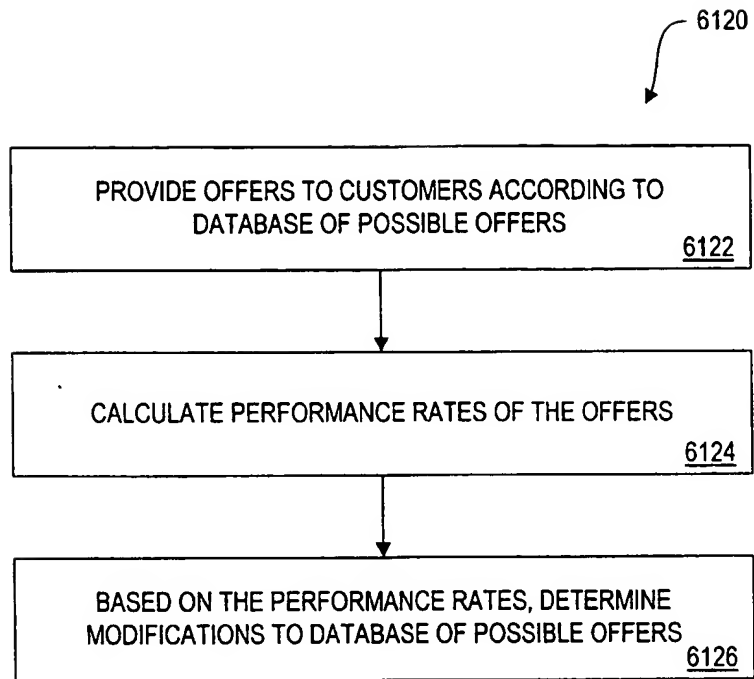 6120
PROVIDE OFFERS TO CUSTOMERS ACCORDING TO
DATABASE OF POSSIBLE OFFERS
6122
CALCULATE PERFORMANCE RATES OF THE OFFERS
6124
BASED ON THE PERFORMANCE RATES, DETERMINE
MODIFICATIONS TO DATABASE OF POSSIBLE OFFERS
6126